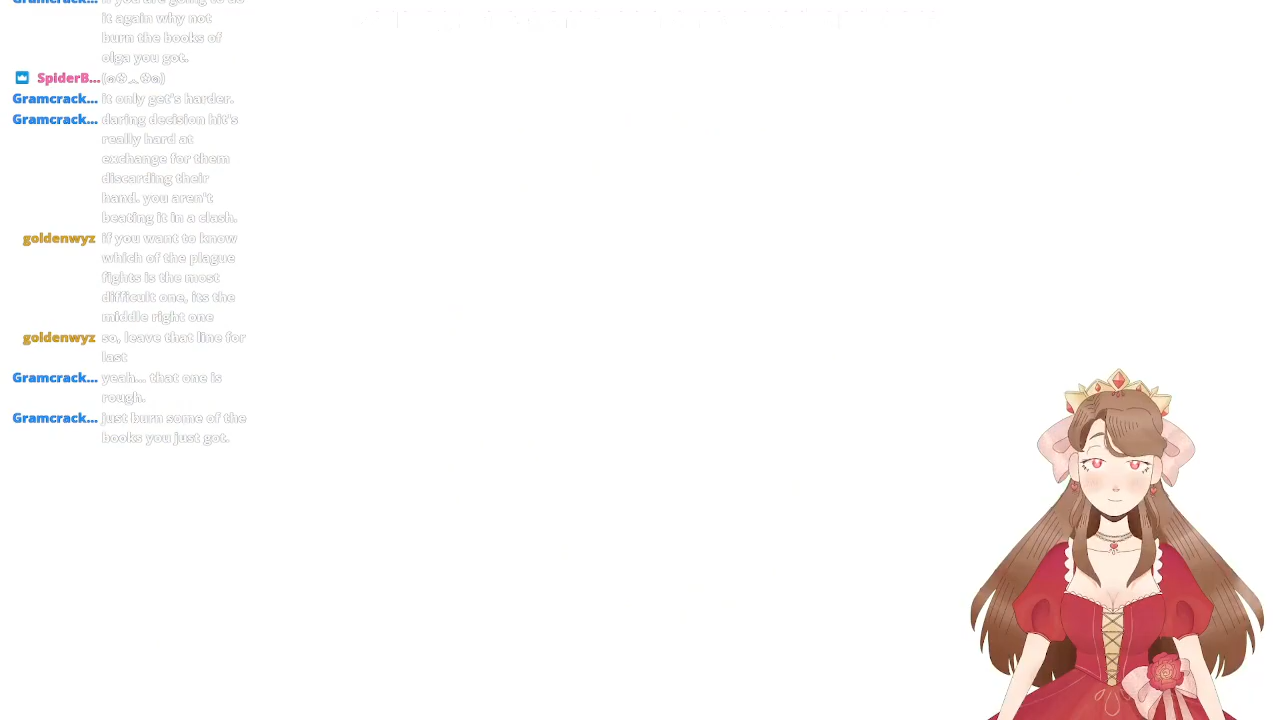 Gramcrack... if you are going to do
it again why not
burn the books of
olga you got.
SpiderB...
Gramcrack... it only get's harder.
Gramcrack... daring decision hit's
really hard at
exchange for them
discarding their
hand. you aren't
beating it in a clash.
goldenwyz if you want to know
which of the plague
fights is the most
difficult one, its the
middle right one
goldenwyz so, leave that line for
last
Gramcrack... yeah... that one is
rough.
Gramcrack... just burn some of the
books you just got.